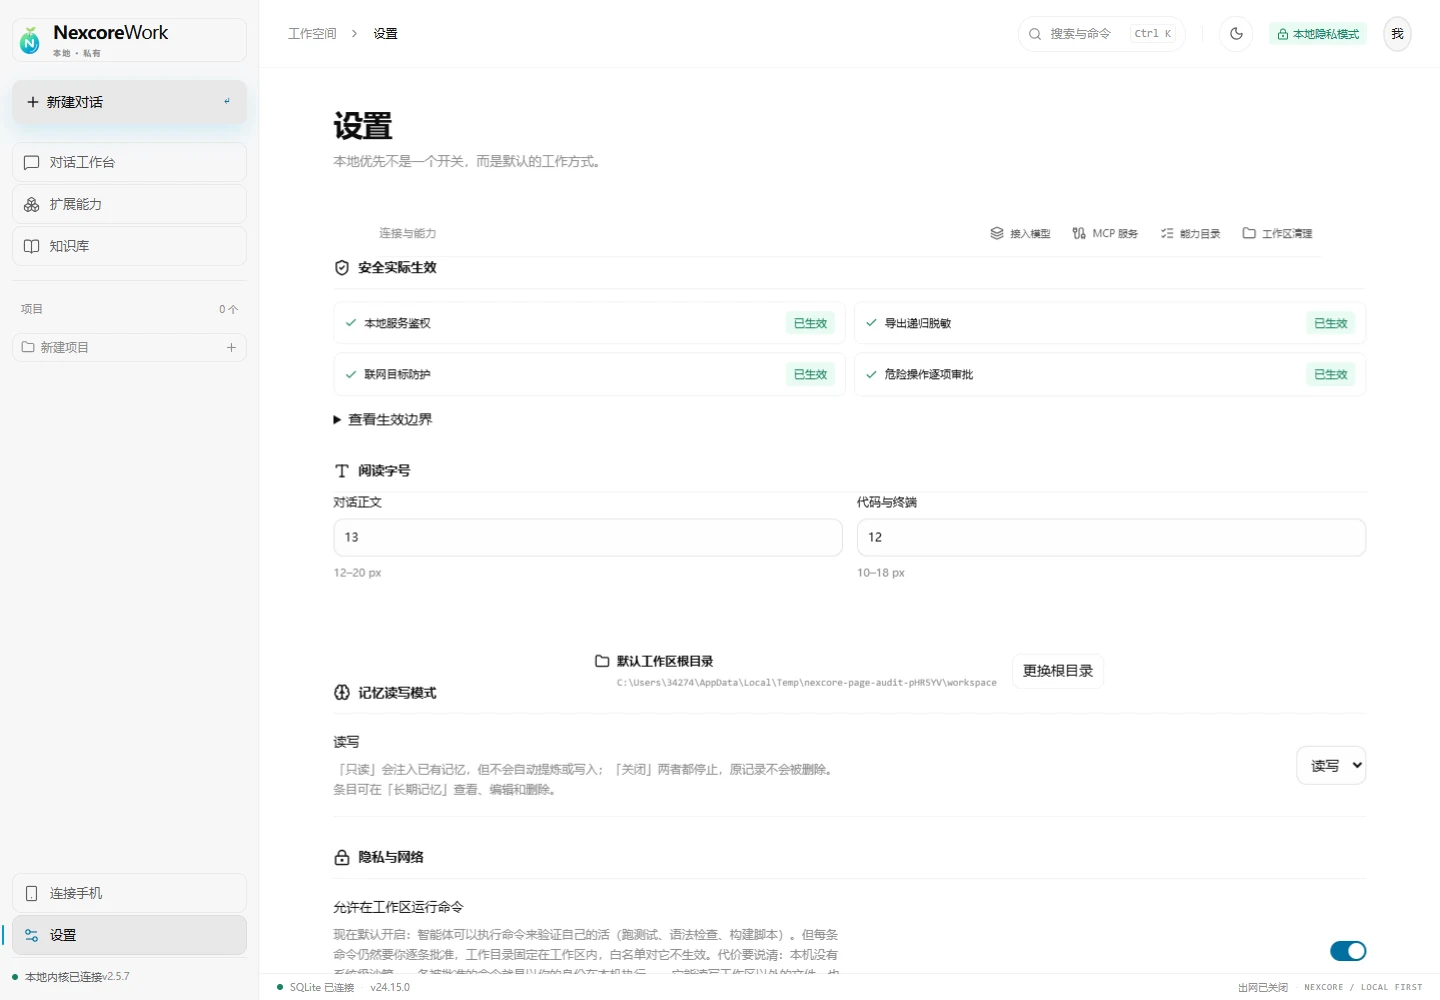 NexcoreWork
本地 · 私有
新建对话
对话工作台
扩展能力
知识库
项目
0 个
新建项目
连接手机
设置
本地内核已连接v2.5.7
工作空间 > 设置
搜索与命令 Ctrl K
本地隐私模式
我
设置
本地优先不是一个开关，而是默认的工作方式。
连接与能力
接入模型
MCP 服务
能力目录
工作区清理
安全实际生效
本地服务鉴权 已生效
导出递归脱敏 已生效
联网目标防护 已生效
危险操作逐项审批 已生效
查看生效边界
阅读字号
对话正文
代码与终端
13
12
12–20 px
10–18 px
默认工作区根目录
C:\Users\34274\AppData\Local\Temp\nexcore-page-audit-pHR5YV\workspace
更换根目录
记忆读写模式
读写
「只读」会注入已有记忆，但不会自动提炼或写入；「关闭」两者都停止，原记录不会被删除。
条目可在「长期记忆」查看、编辑和删除。
读写
隐私与网络
允许在工作区运行命令
现在默认开启：智能体可以执行命令来验证自己的活（跑测试、语法检查、构建脚本）。但每条
命令仍然要你逐条批准，工作目录固定在工作区内，白名单对它不生效。代价要说清：本机没有
SQLite 已连接
v24.15.0
出网已关闭 · NEXCORE / LOCAL FIRST